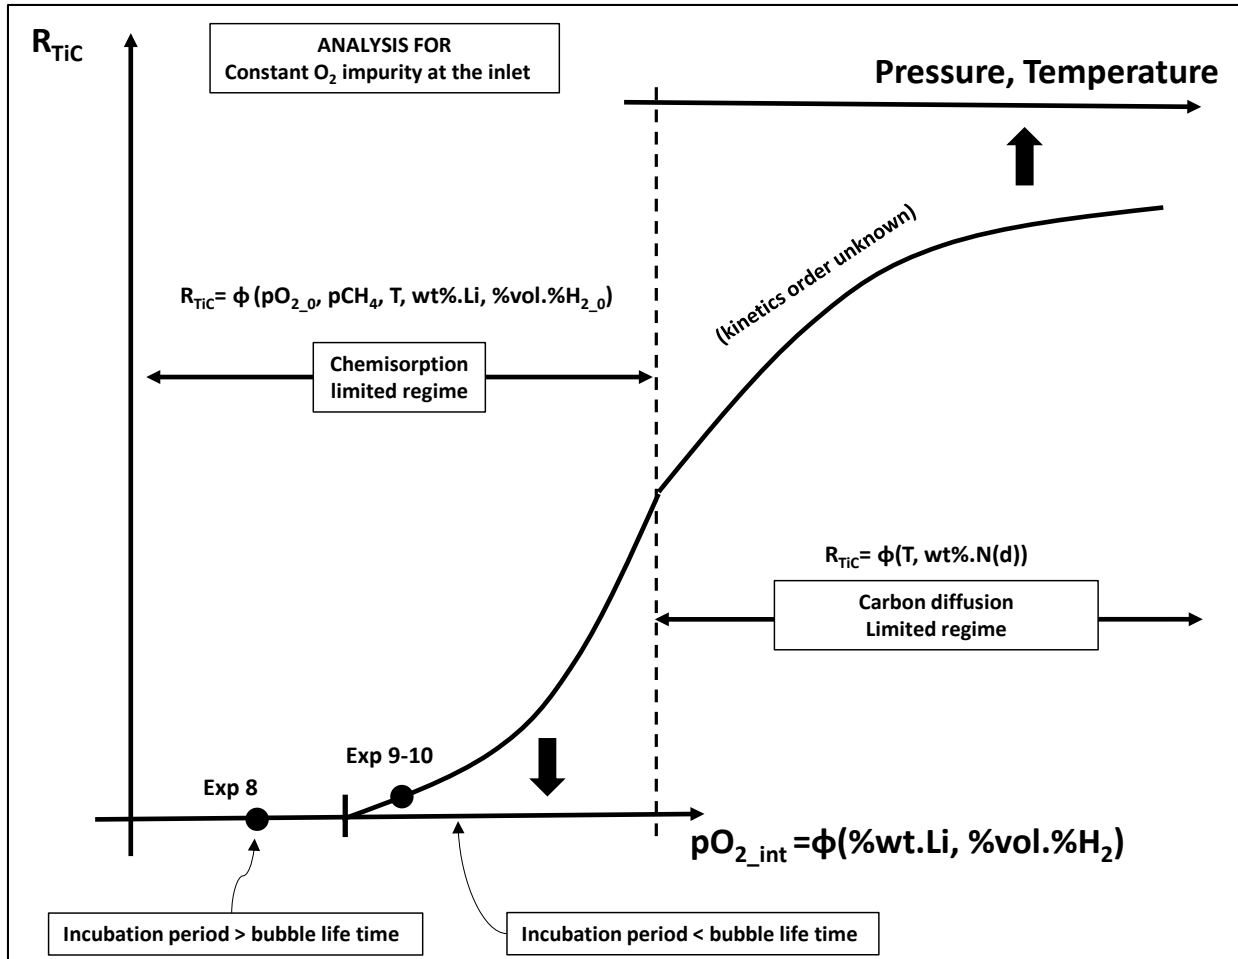 R_TiC
ANALYSIS FOR
Constant O₂ impurity at the inlet
Pressure, Temperature
(kinetics order unknown)
R_TiC= ϕ (pO₂_₀, pCH₄, T, wt%.Li, %vol.%H₂_₀)
Chemisorption
limited regime
R_TiC= ϕ(T, wt%.N(d))
Carbon diffusion
Limited regime
Exp 9-10
Exp 8
pO₂_int =ϕ(%wt.Li, %vol.%H₂)
Incubation period > bubble life time
Incubation period < bubble life time